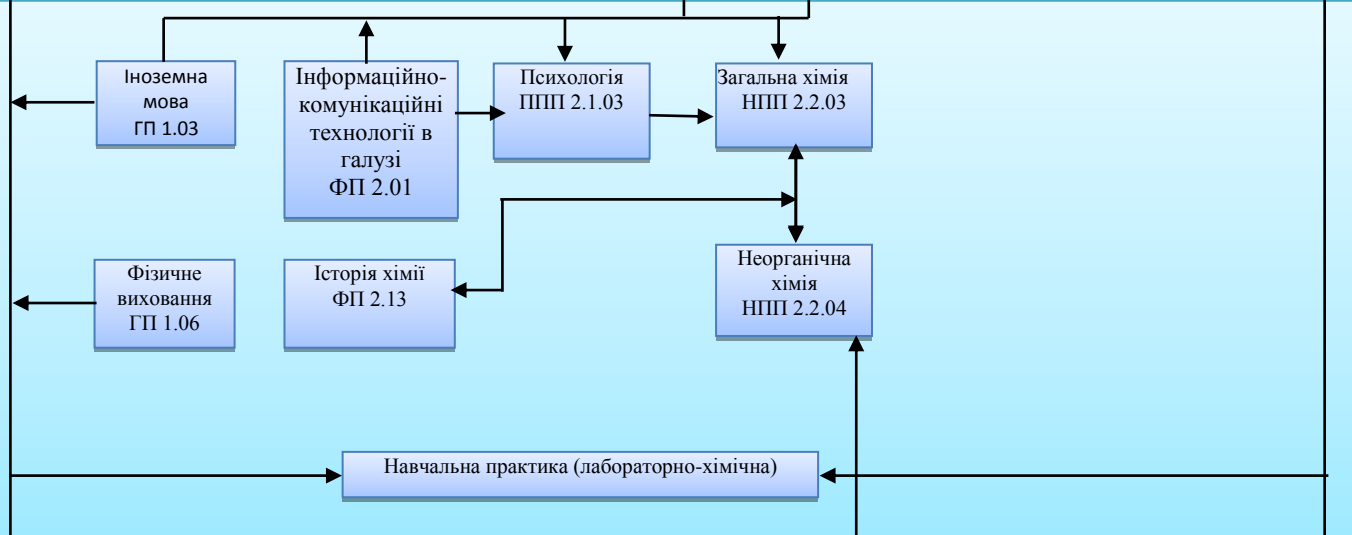 Іноземна
мова
ГП 1.03
Інформаційно-
комунікаційні
технології в
галузі
ФП 2.01
Психологія
ППП 2.1.03
Загальна хімія
НПП 2.2.03
Фізичне
виховання
ГП 1.06
Історія хімії
ФП 2.13
Неорганічна
хімія
НПП 2.2.04
Навчальна практика (лабораторно-хімічна)